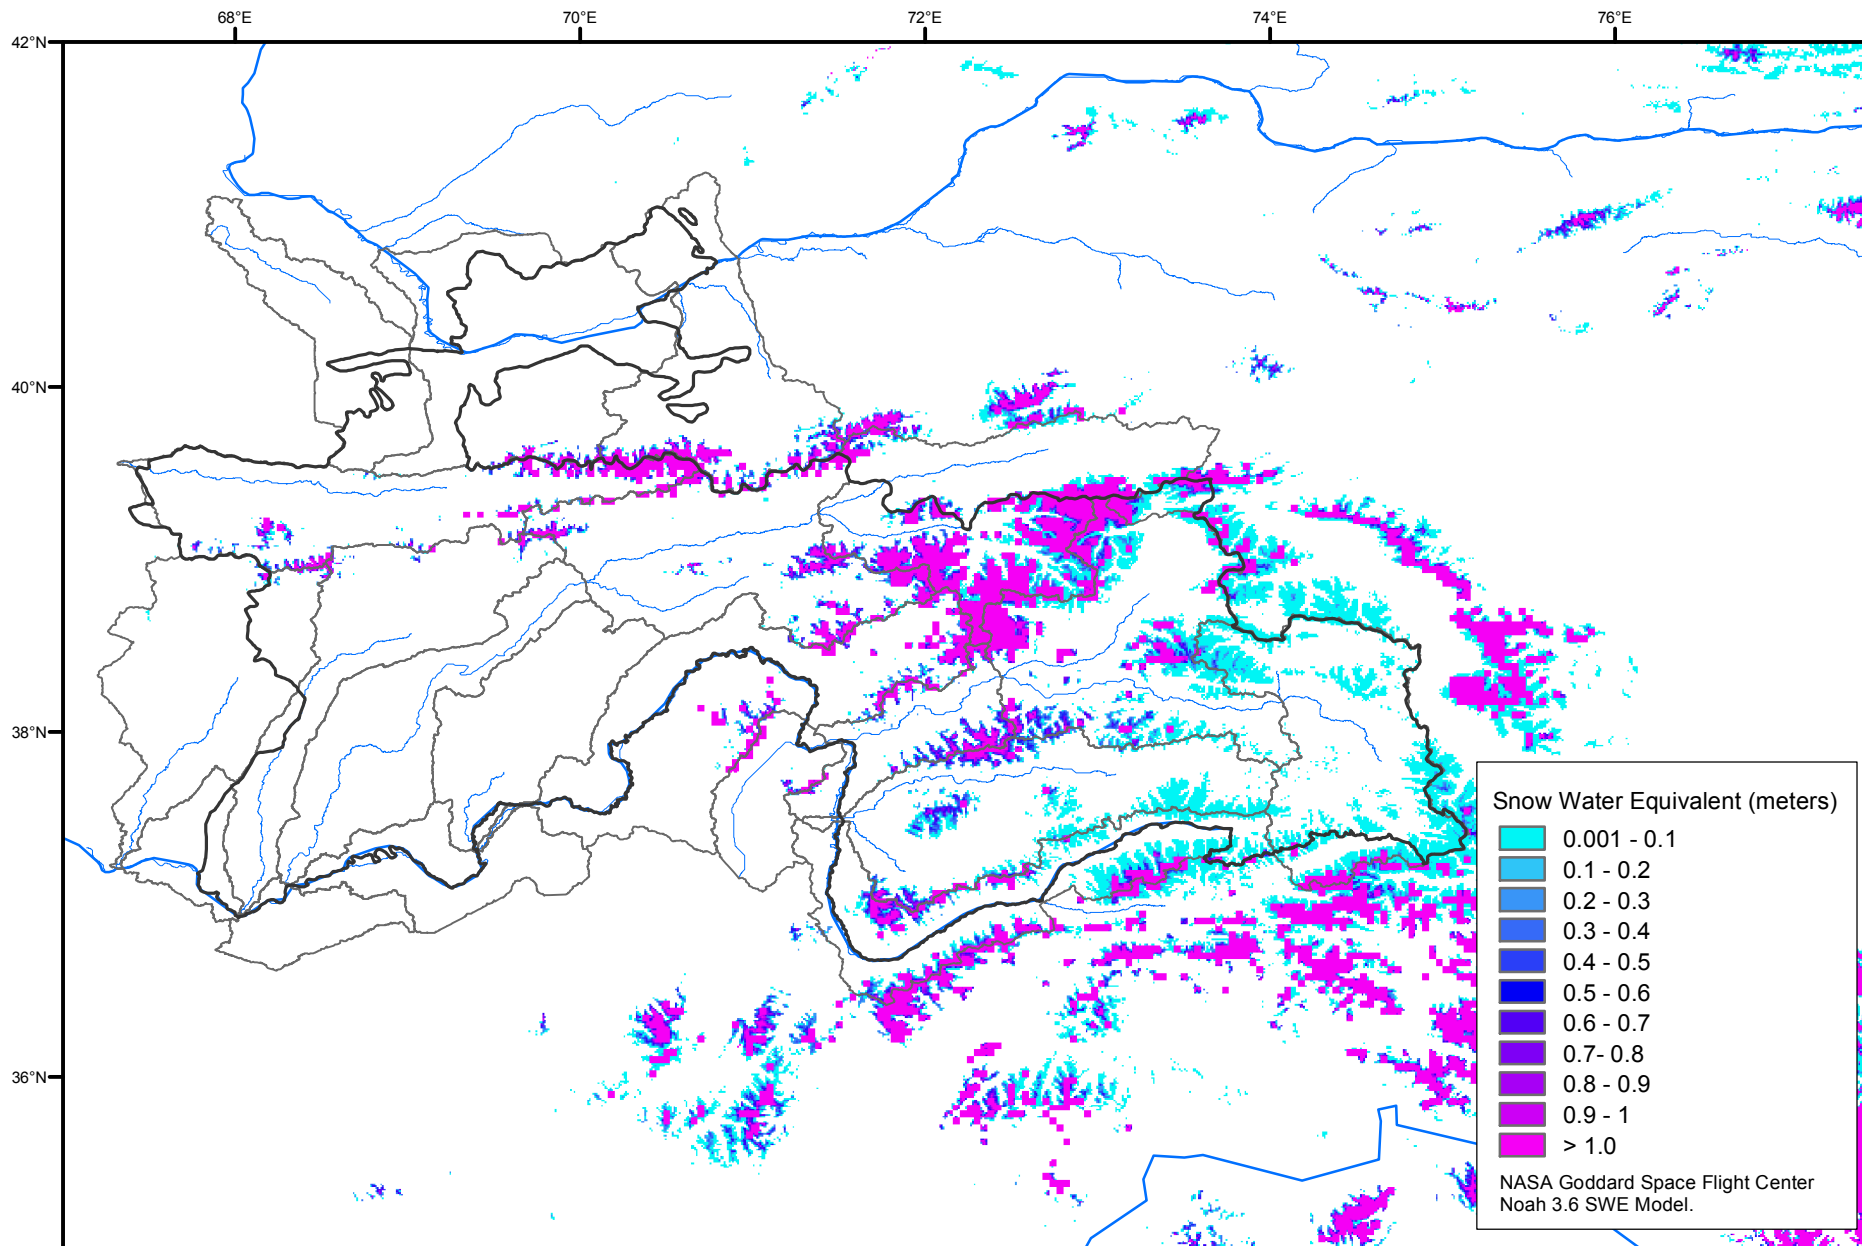 68°E 70°E 72°E 74°E 76°E
42°N
40°N
38°N
36°N
Snow Water Equivalent (meters)
0.001 - 0.1
0.1 - 0.2
0.2 - 0.3
0.3 - 0.4
0.4 - 0.5
0.5 - 0.6
0.6 - 0.7
0.7- 0.8
0.8 - 0.9
0.9 - 1
> 1.0
NASA Goddard Space Flight Center
Noah 3.6 SWE Model.